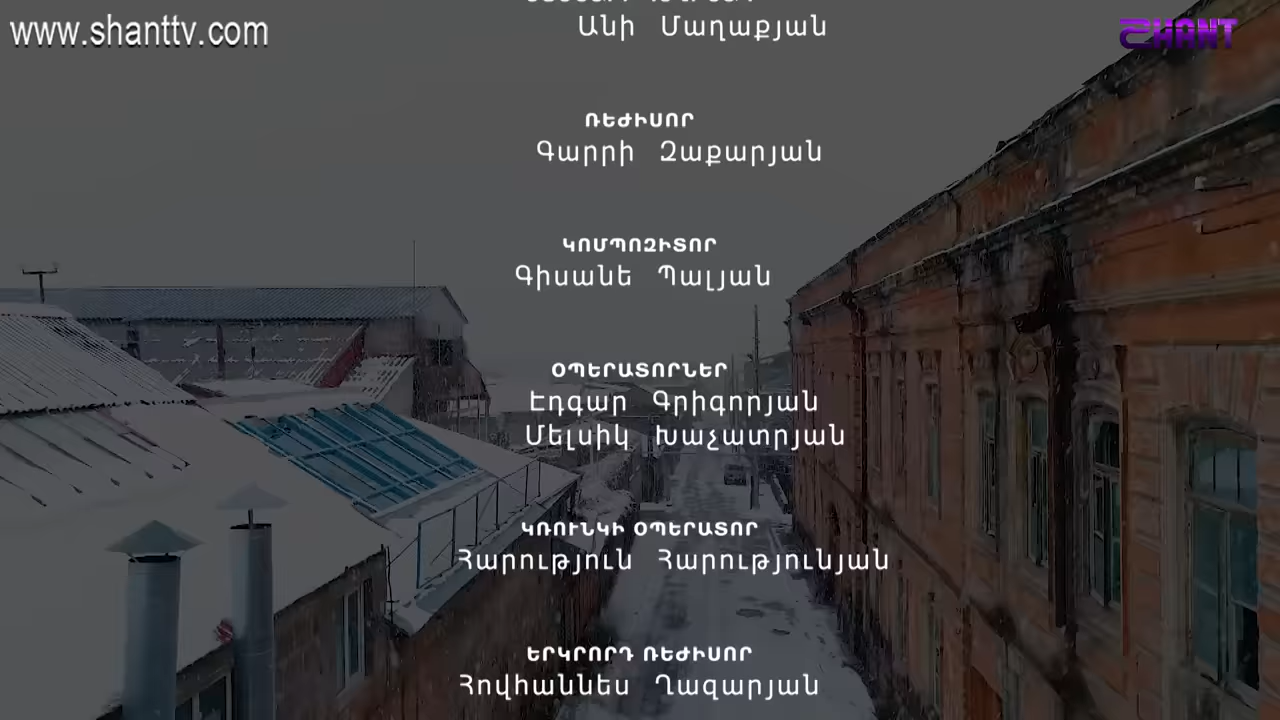 www.shanttv.com
SHANT
Անի Մաղաքյան
ՌԵԺԻՍՈՐ
Գարրի Զաքարյան
ԿՈՄՊՈԶԻՏՈՐ
Գիսանե Պալյան
ՕՊԵՐԱՏՈՐՆԵՐ
Էդգար Գրիգորյան
Մելսիկ Խաչատրյան
ԿՌՈՒՆԿԻ ՕՊԵՐԱՏՈՐ
Հարություն Հարությունյան
ԵՐԿՐՈՐԴ ՌԵԺԻՍՈՐ
Հովհաննես Ղազարյան